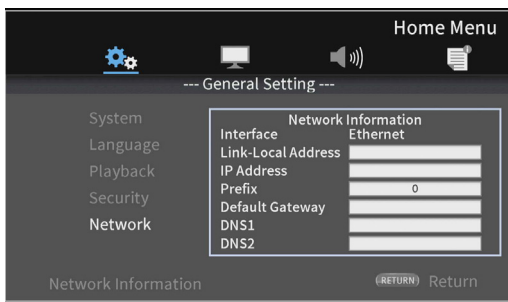 Home Menu
--- General Setting ---
System
Language
Playback
Security
Network
Network Information
Interface Ethernet
Link-Local Address
IP Address
Prefix 0
Default Gateway
DNS1
DNS2
Network Information
RETURN Return